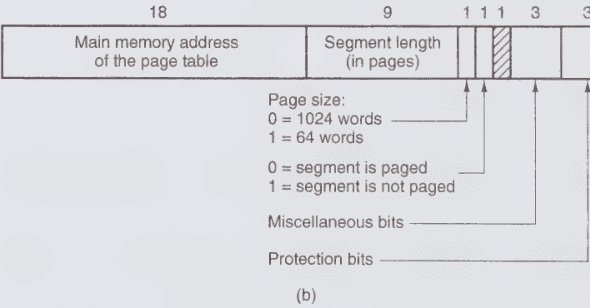 18 9 1 1 1 3 3
Main memory address
of the page table
Segment length
(in pages)
Page size:
0 = 1024 words
1 = 64 words
0 = segment is paged
1 = segment is not paged
Miscellaneous bits
Protection bits
(b)